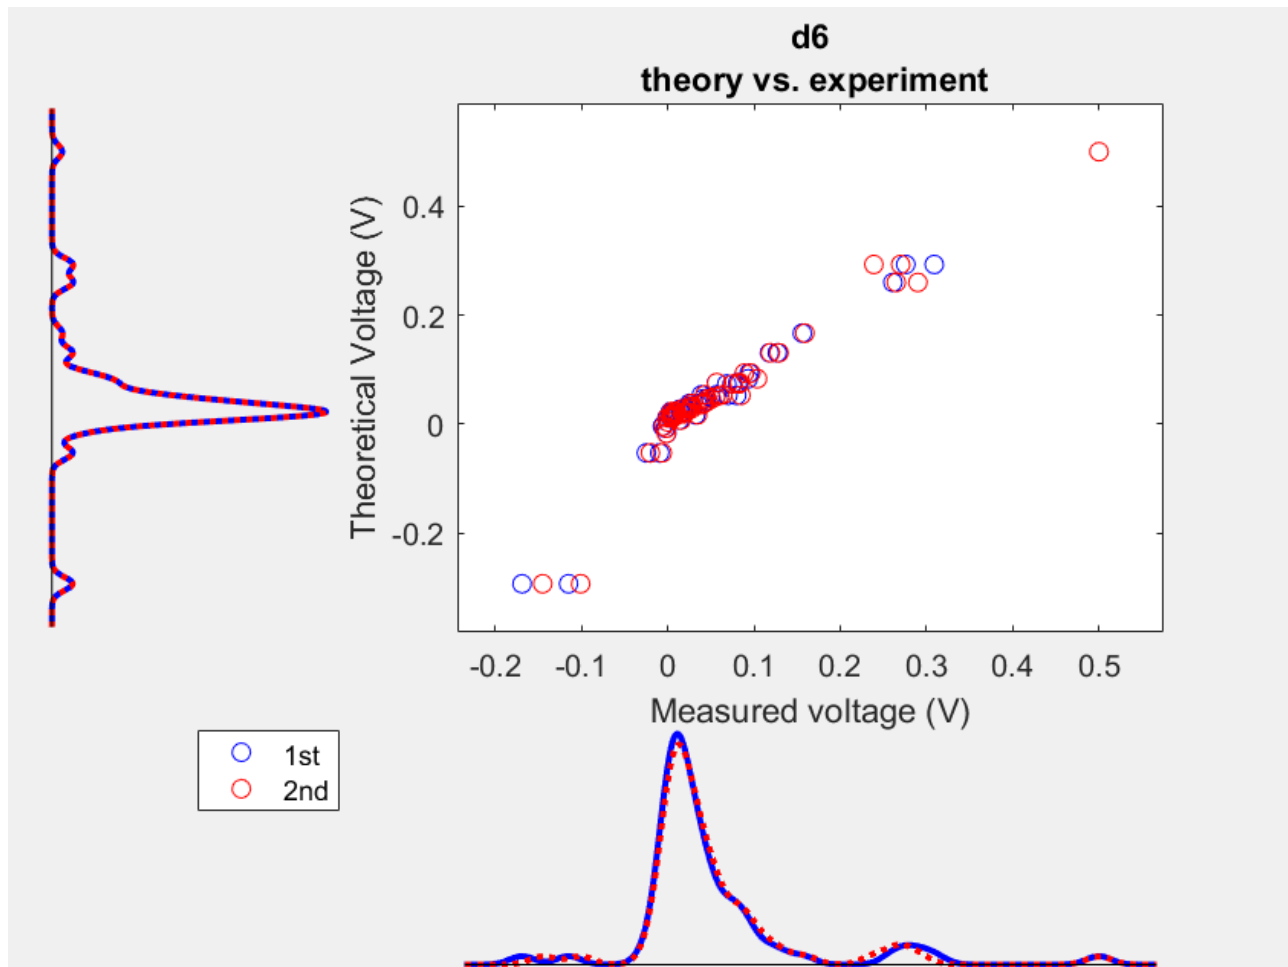 d6
theory vs. experiment
Theoretical Voltage (V)
0.4
0.2
0
-0.2
-0.2 -0.1 0 0.1 0.2 0.3 0.4 0.5
Measured voltage (V)
1st
2nd